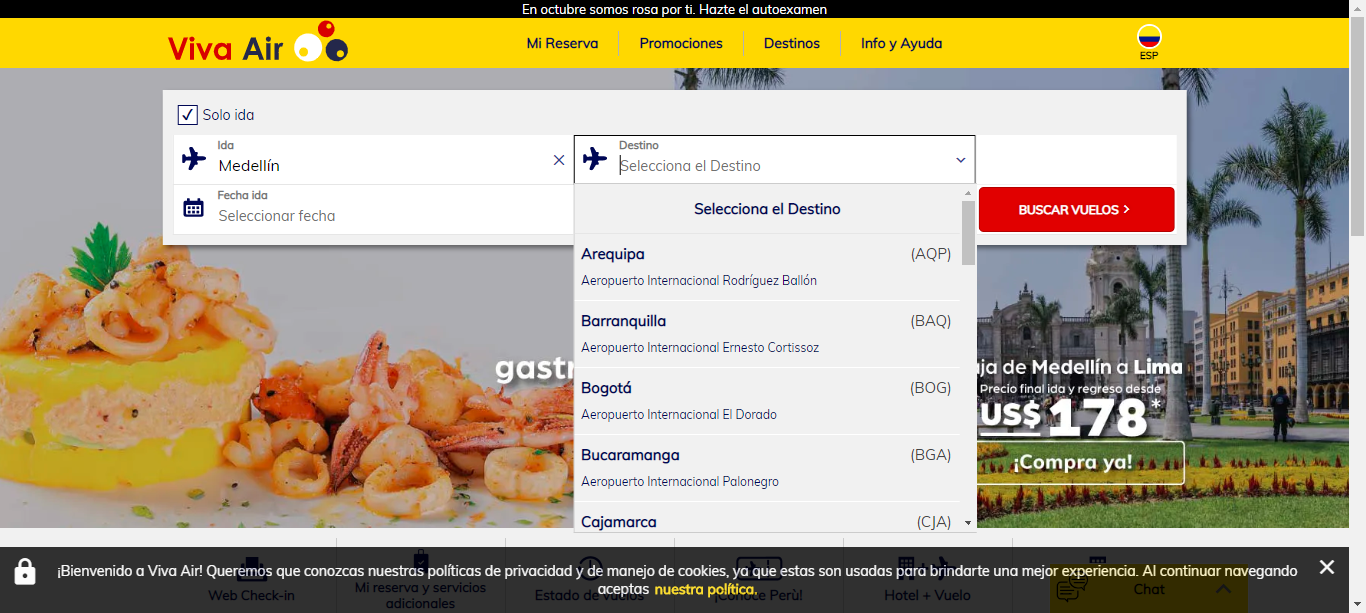 En octubre somos rosa por ti. Hazte el autoexamen
Viva Air
Mi Reserva
Promociones
Destinos
Info y Ayuda
ESP
Solo ida
Ida
Medellín
Destino
Selecciona el Destino
Fecha ida
Seleccionar fecha
BUSCAR VUELOS
Selecciona el Destino
Arequipa (AQP)
Aeropuerto Internacional Rodríguez Ballón
Barranquilla (BAQ)
Aeropuerto Internacional Ernesto Cortissoz
Bogotá (BOG)
Aeropuerto Internacional El Dorado
Bucaramanga (BGA)
Aeropuerto Internacional Palonegro
Cajamarca (CJA)
gastr
ja de Medellín a Lima
Precio final ida y regreso desde
US$ 178*
¡Compra ya!
¡Bienvenido a Viva Air! Queremos que conozcas nuestras políticas de privacidad y de manejo de cookies, ya que estas son usadas para brindarte una mejor experiencia. Al continuar navegando
aceptas nuestra política.
Web Check-in
Mi reserva y servicios
adicionales
Estado de vuelos
¡Conoce Perù!
Hotel + Vuelo
Chat